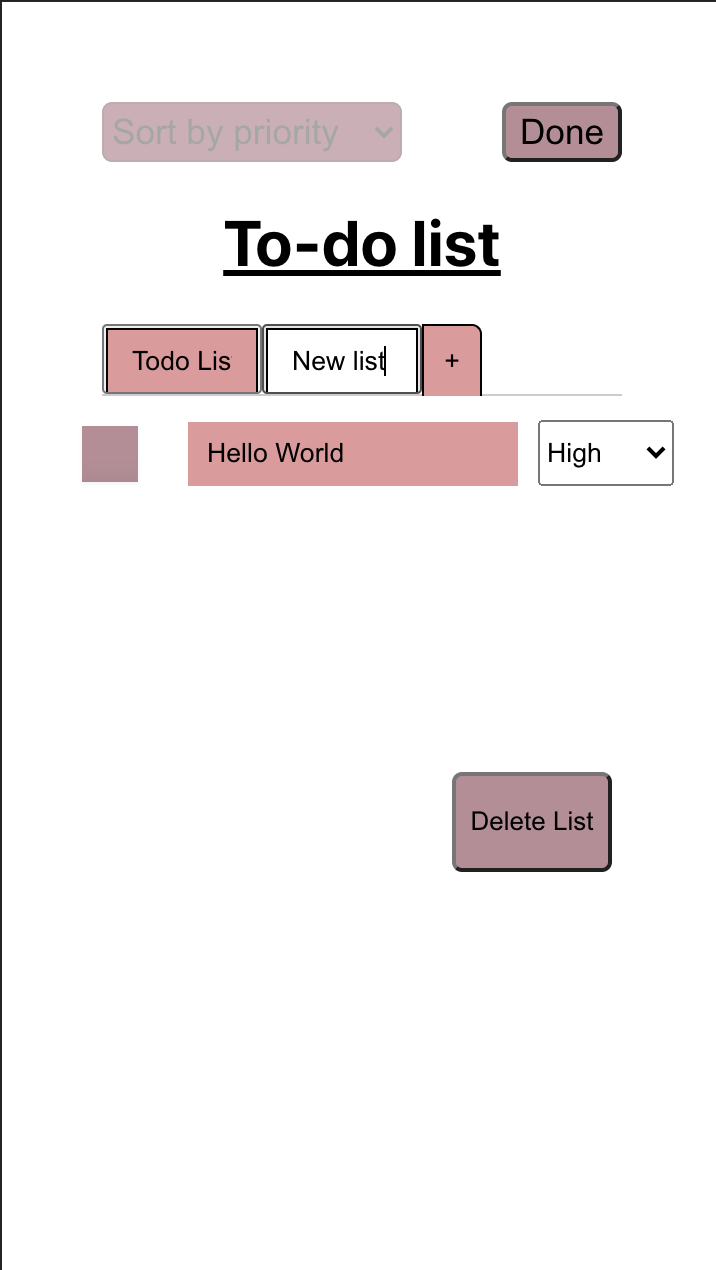 Sort by priority Done
To-do list
Todo Lis New list +
Hello World High
Delete List